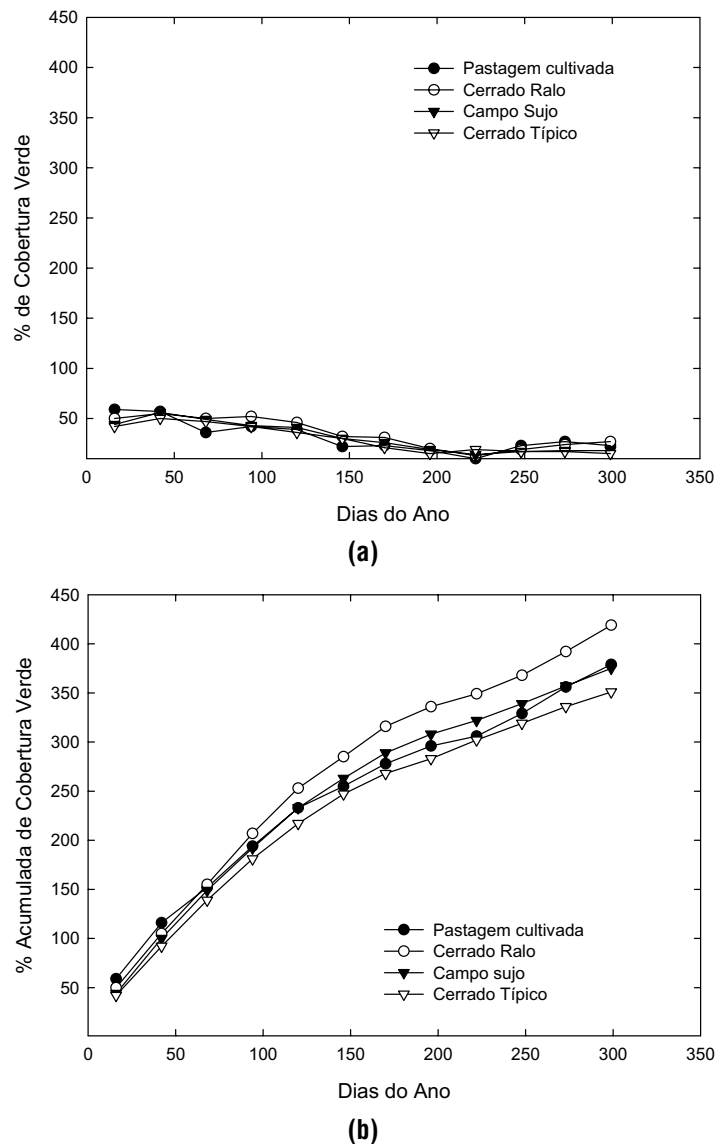 450
400
350
300
250
200
150
100
50
% de Cobertura Verde
Pastagem cultivada
Cerrado Ralo
Campo Sujo
Cerrado Típico
0 50 100 150 200 250 300 350
Dias do Ano
(a)
450
400
350
300
250
200
150
100
50
% Acumulada de Cobertura Verde
Pastagem cultivada
Cerrado Ralo
Campo sujo
Cerrado Típico
0 50 100 150 200 250 300 350
Dias do Ano
(b)